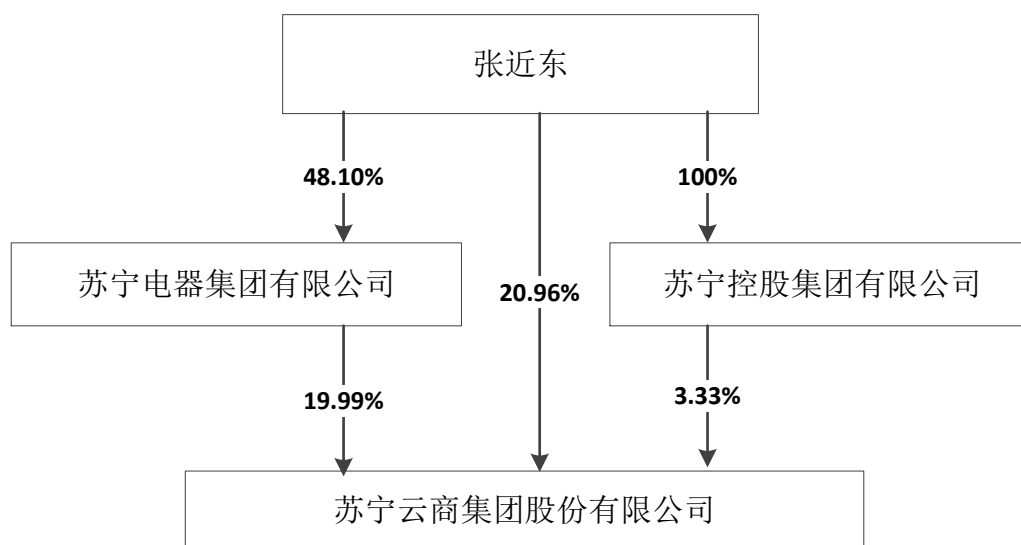 张近东
48.10%
100%
苏宁电器集团有限公司
20.96%
苏宁控股集团有限公司
19.99%
3.33%
苏宁云商集团股份有限公司